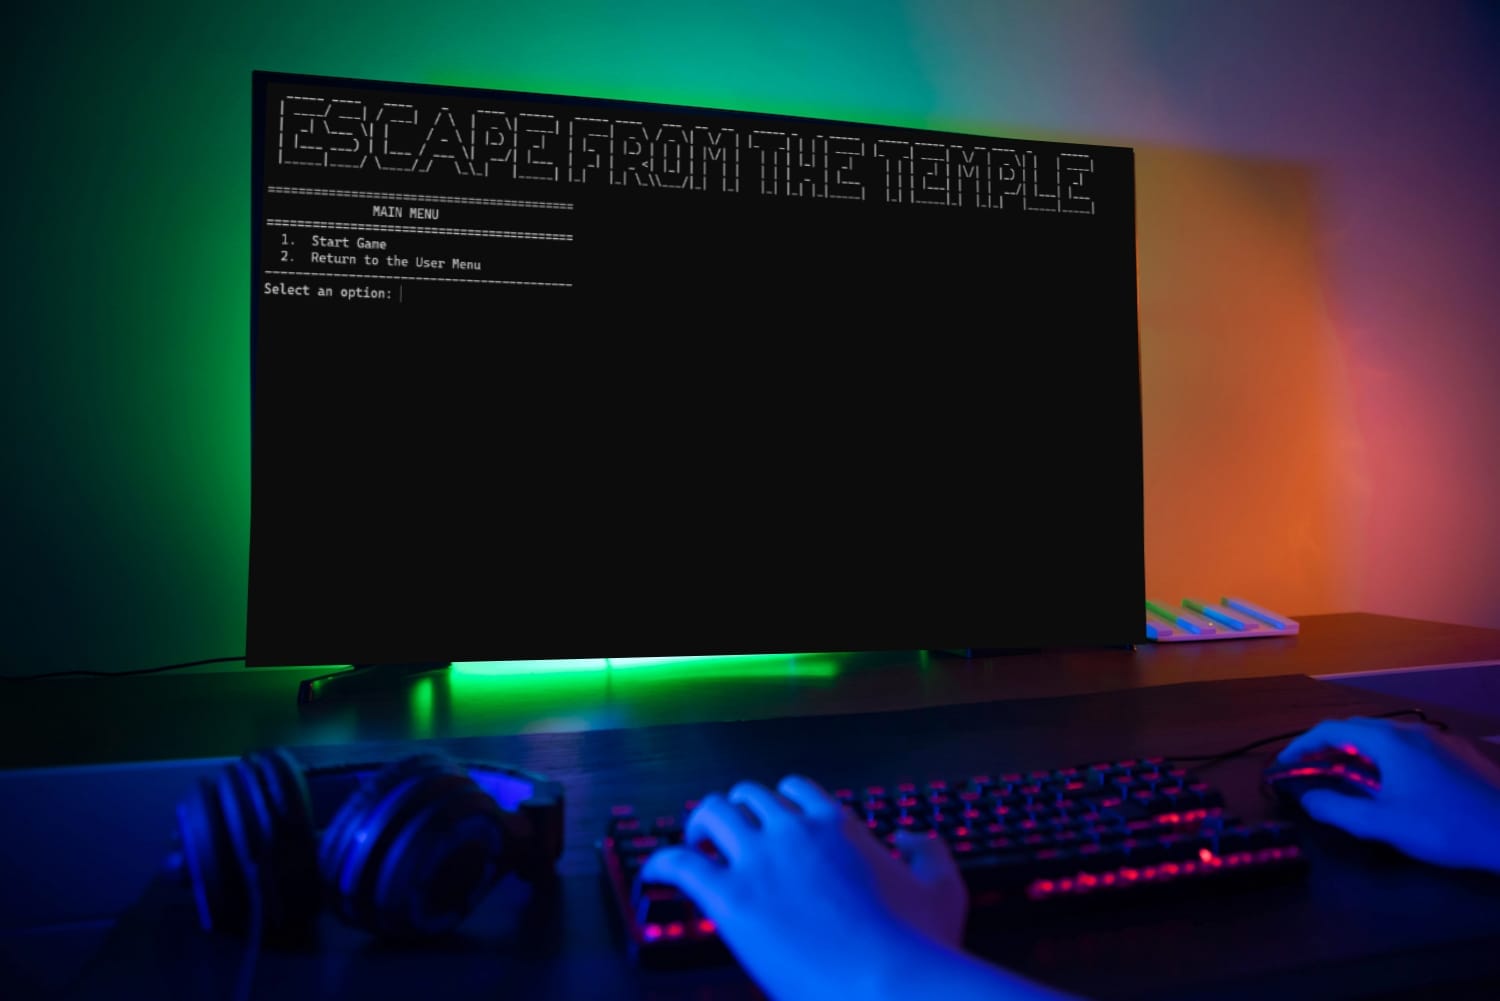 ESCAPE FROM THE TEMPLE
========================================
MAIN MENU
========================================
1. Start Game
2. Return to the User Menu
----------------------------------------
Select an option: